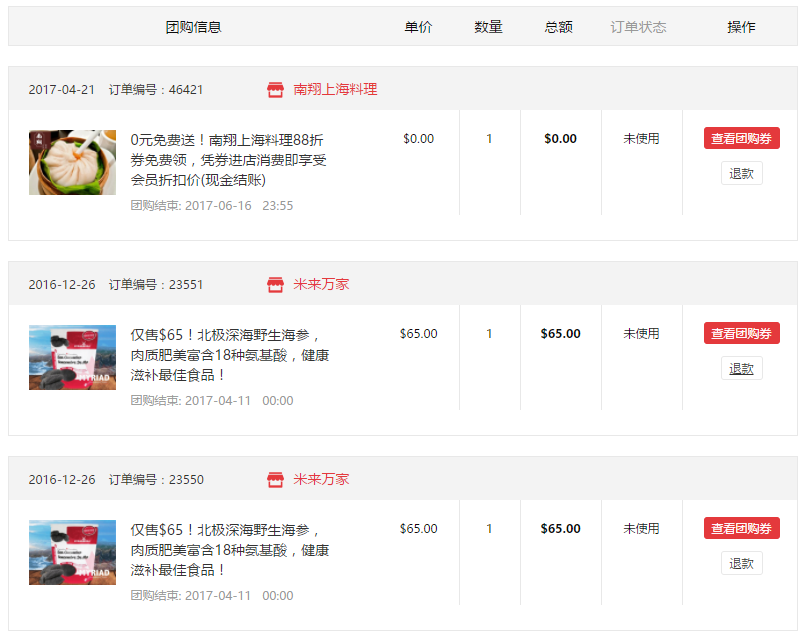 团购信息 单价 数量 总额 订单状态 操作
2017-04-21 订单编号：46421 南翔上海料理
0元免费送！南翔上海料理88折 $0.00 1 $0.00 未使用 查看团购券
券免费领，凭券进店消费即享受 退款
会员折扣价(现金结账)
团购结束: 2017-06-16 23:55
2016-12-26 订单编号：23551 米来万家
仅售$65！北极深海野生海参， $65.00 1 $65.00 未使用 查看团购券
肉质肥美富含18种氨基酸，健康 退款
滋补最佳食品！
团购结束: 2017-04-11 00:00
2016-12-26 订单编号：23550 米来万家
仅售$65！北极深海野生海参， $65.00 1 $65.00 未使用 查看团购券
肉质肥美富含18种氨基酸，健康 退款
滋补最佳食品！
团购结束: 2017-04-11 00:00